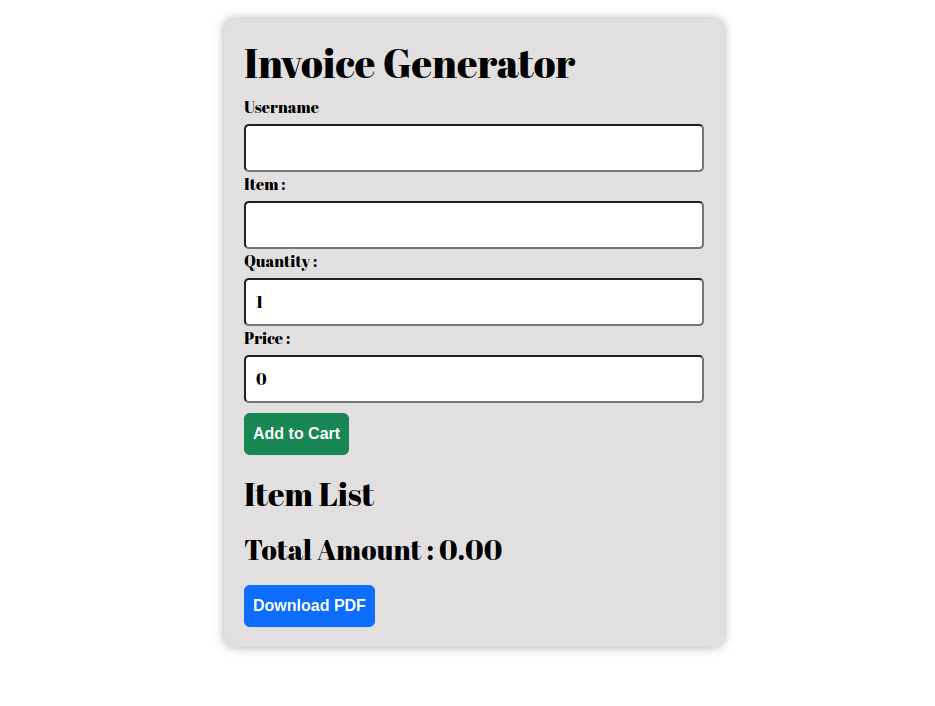 Invoice Generator
Username
Item :
Quantity :
1
Price :
0
Add to Cart
Item List
Total Amount : 0.00
Download PDF